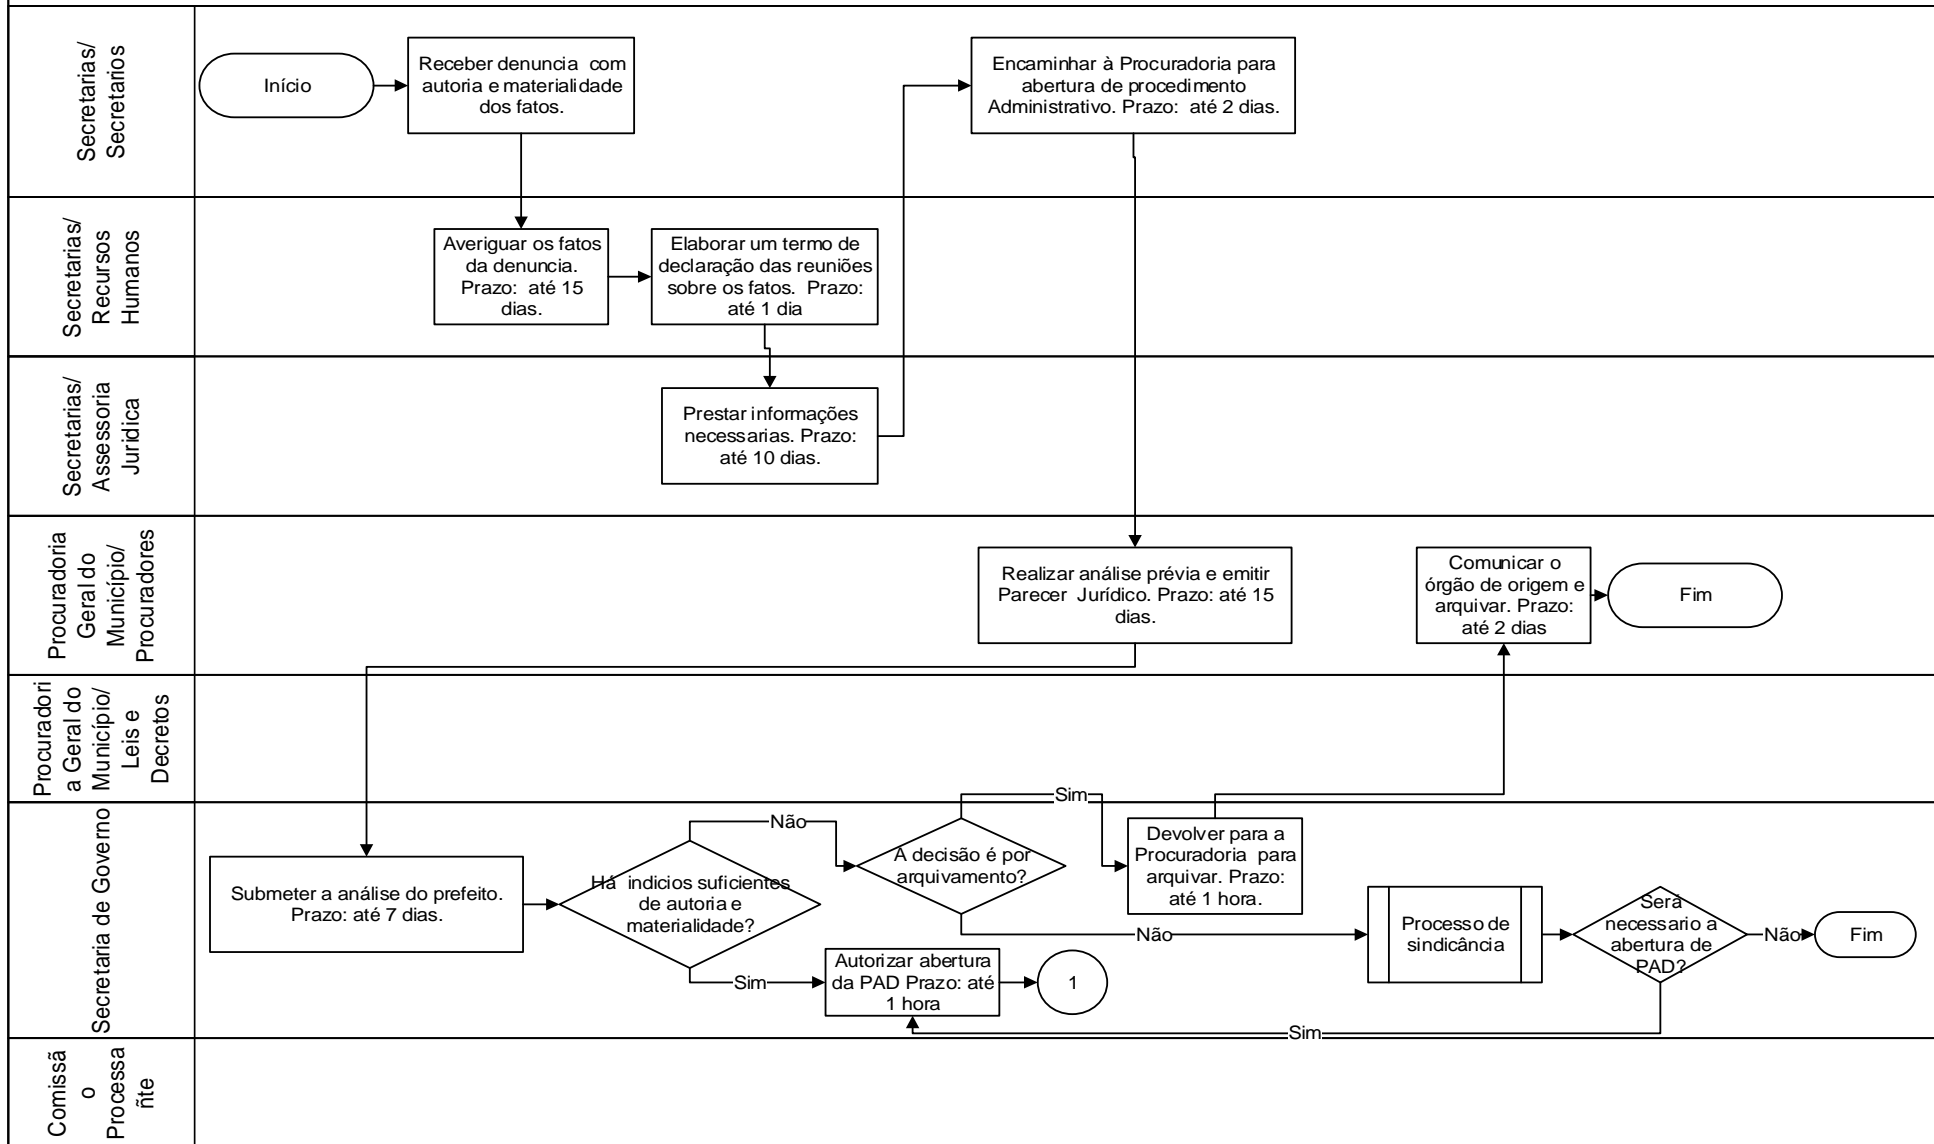 Secretarias/
Secretarios
Início
Receber denuncia com
autoria e materialidade
dos fatos.
Encaminhar à Procuradoria para
abertura de procedimento
Administrativo. Prazo: até 2 dias.
Secretarias/
Recursos
Humanos
Averiguar os fatos
da denuncia.
Prazo: até 15
dias.
Elaborar um termo de
declaração das reuniões
sobre os fatos. Prazo:
até 1 dia
Secretarias/
Assessoria
Juridica
Prestar informações
necessarias. Prazo:
até 10 dias.
Procuradoria
Geral do
Município/
Procuradores
Realizar análise prévia e emitir
Parecer Jurídico. Prazo: até 15
dias.
Comunicar o
órgão de origem e
arquivar. Prazo:
até 2 dias
Fim
Procuradori
a Geral do
Município/
Leis e
Decretos
Secretaria de Governo
Submeter a análise do prefeito.
Prazo: até 7 dias.
Há indicios suficientes
de autoria e
materialidade?
Não
Sim
A decisão é por
arquivamento?
Sim
Não
Devolver para a
Procuradoria para
arquivar. Prazo:
até 1 hora.
Autorizar abertura
da PAD Prazo: até
1 hora
1
Processo de
sindicância
Será
necessario a
abertura de
PAD?
Não
Fim
Sim
Comissã
o
Processa
ñte